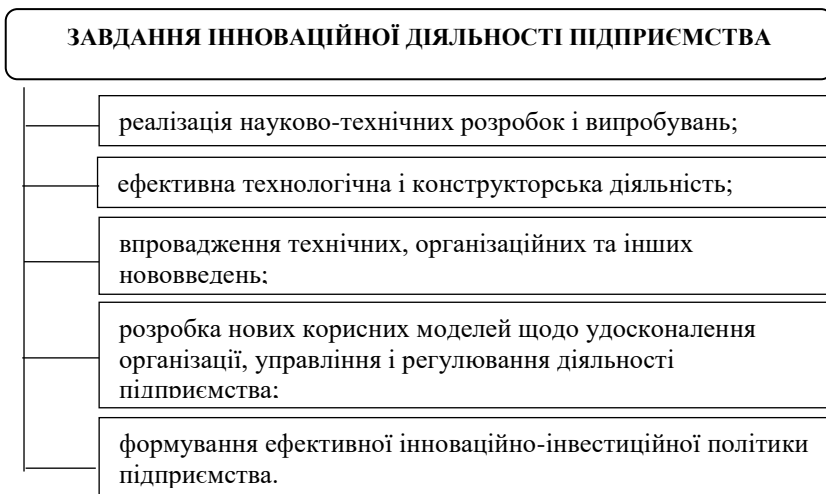 ЗАВДАННЯ ІННОВАЦІЙНОЇ ДІЯЛЬНОСТІ ПІДПРИЄМСТВА
реалізація науково-технічних розробок і випробувань;
ефективна технологічна і конструкторська діяльність;
впровадження технічних, організаційних та інших
нововведень;
розробка нових корисних моделей щодо удосконалення
організації, управління і регулювання діяльності
підприємства;
формування ефективної інноваційно-інвестиційної політики
підприємства.